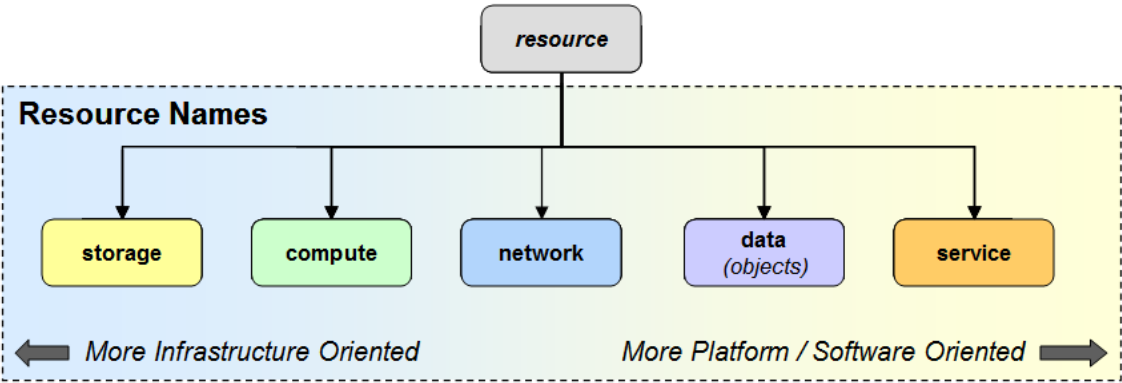 resource
Resource Names
storage
compute
network
data
(objects)
service
More Infrastructure Oriented
More Platform / Software Oriented